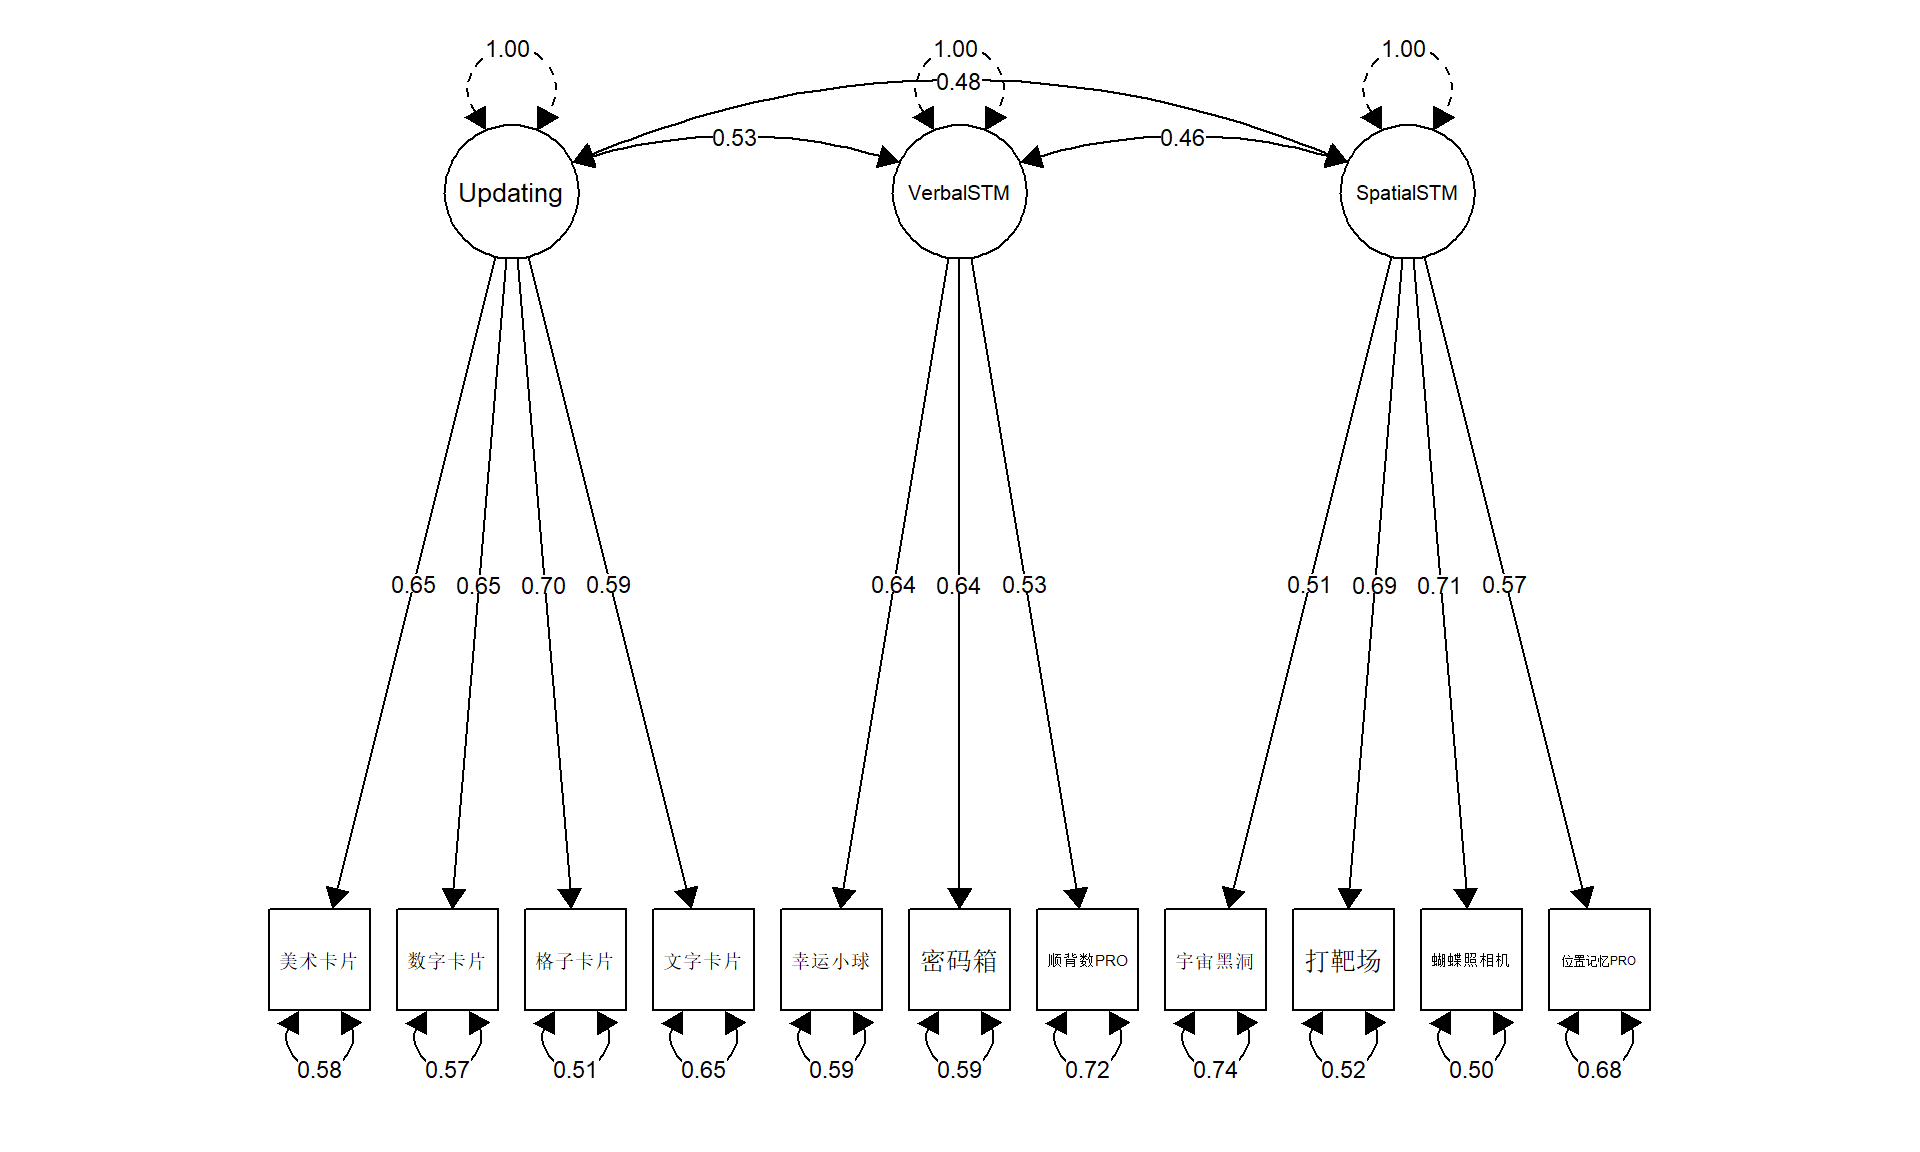 1.00
1.00
1.00
0.48
0.53
0.46
Updating
VerbalSTM
SpatialSTM
0.65
0.65
0.70
0.59
0.64
0.64
0.53
0.51
0.69
0.71
0.57
美术卡片
数字卡片
格子卡片
文字卡片
幸运小球
密码箱
顺背数PRO
宇宙黑洞
打靶场
蝴蝶照相机
位置记忆PRO
0.58
0.57
0.51
0.65
0.59
0.59
0.72
0.74
0.52
0.50
0.68